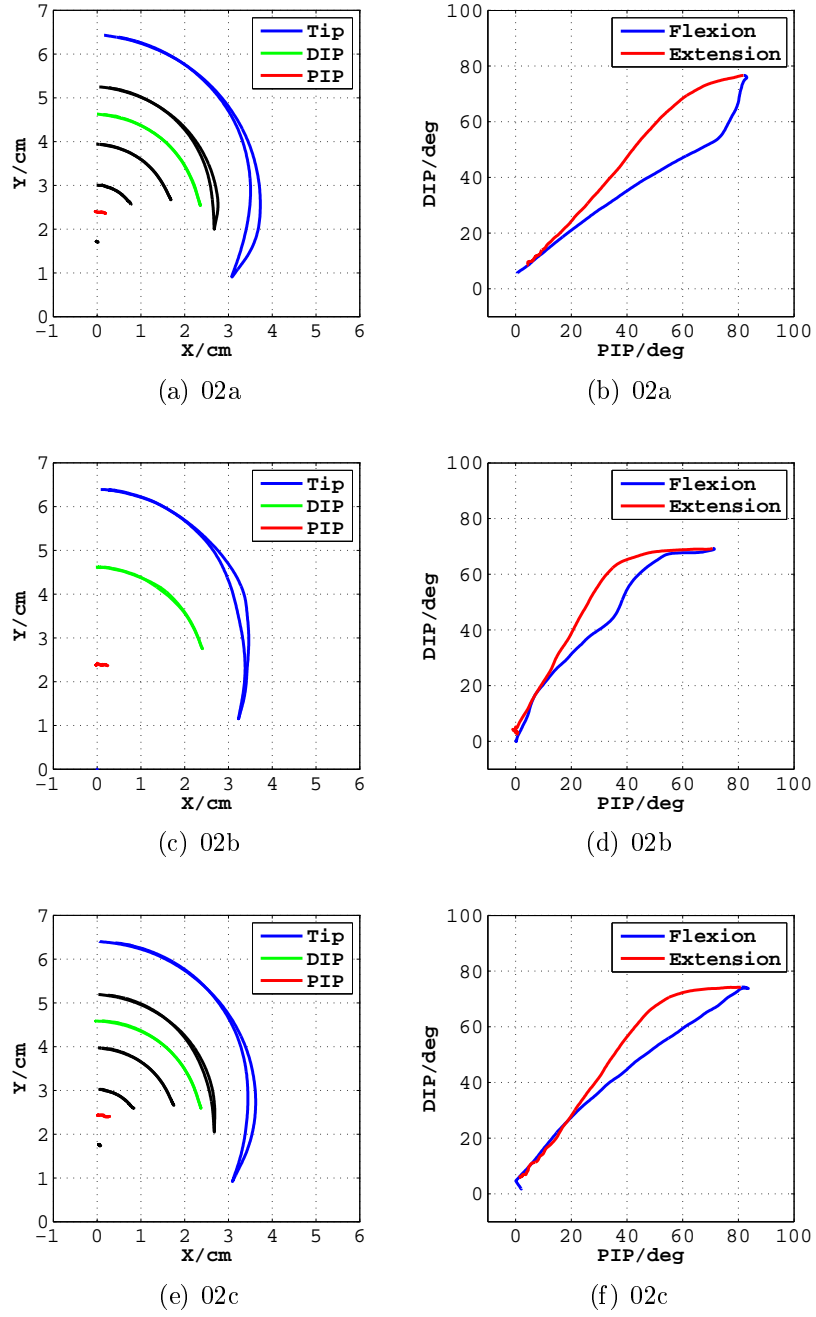 7
6
5
4
3
2
1
0
Y/cm
Tip
DIP
PIP
−1 0 1 2 3 4 5 6
X/cm
(a) 02a
100
80
60
40
20
0
DIP/deg
Flexion
Extension
0 20 40 60 80 100
PIP/deg
(b) 02a
7
6
5
4
3
2
1
0
Y/cm
Tip
DIP
PIP
−1 0 1 2 3 4 5 6
X/cm
(c) 02b
100
80
60
40
20
0
DIP/deg
Flexion
Extension
0 20 40 60 80 100
PIP/deg
(d) 02b
7
6
5
4
3
2
1
0
Y/cm
Tip
DIP
PIP
−1 0 1 2 3 4 5 6
X/cm
(e) 02c
100
80
60
40
20
0
DIP/deg
Flexion
Extension
0 20 40 60 80 100
PIP/deg
(f) 02c